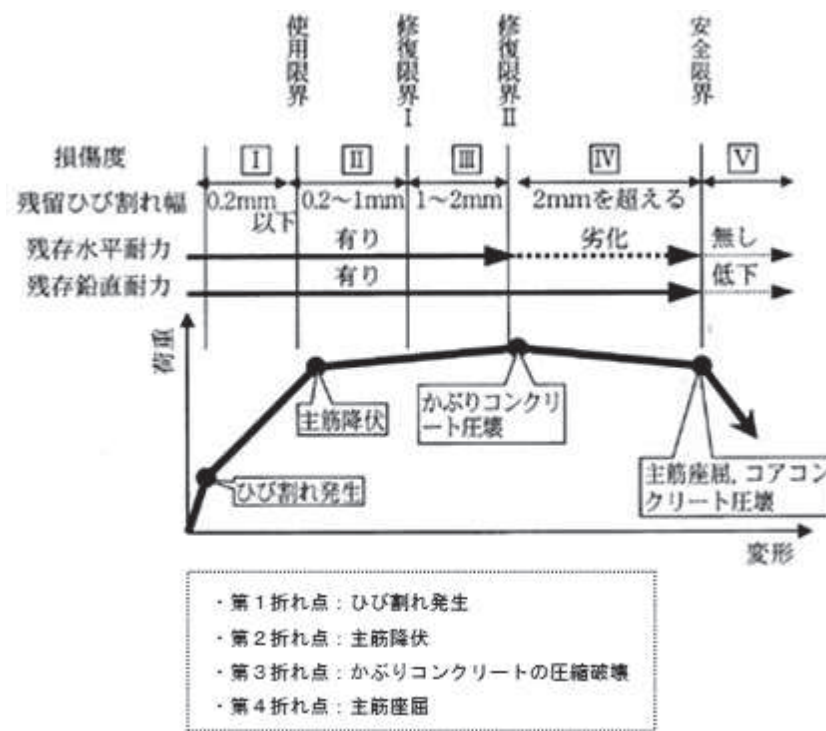 使用限界
修復限界Ⅰ
修復限界Ⅱ
安全限界
損傷度
Ⅰ
Ⅱ
Ⅲ
Ⅳ
Ⅴ
残留ひび割れ幅
0.2mm
以下
0.2～1mm
1～2mm
2mmを超える
残存水平耐力
有り
劣化
無し
残存鉛直耐力
有り
低下
荷重
主筋降伏
かぶりコンクリ
ート圧壊
ひび割れ発生
主筋座屈，コアコン
クリート圧壊
変形
・第１折れ点：ひび割れ発生
・第２折れ点：主筋降伏
・第３折れ点：かぶりコンクリートの圧縮破壊
・第４折れ点：主筋座屈